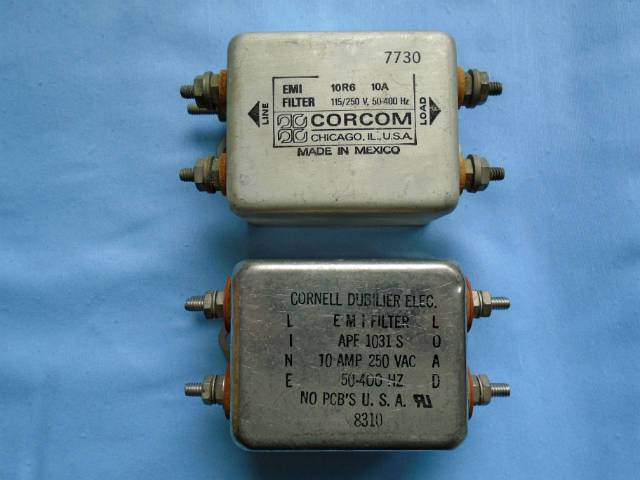 7730
EMI 10R6 10A
FILTER 115/250 V, 50-400 Hz
LINE
LOAD
CORCOM
CHICAGO, IL., U.S.A.
MADE IN MEXICO
CORNELL DUBILIER ELEC.
L E M I FILTER L
I APF 1031 S O
N 10 AMP 250 VAC A
E 50-400 HZ D
NO PCB'S U. S. A. RU
8310